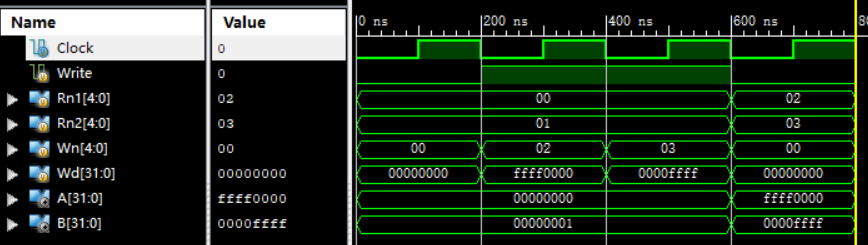 Name Value 0 ns 200 ns 400 ns 600 ns 80
Clock 0
Write 0
Rn1[4:0] 02 00 02
Rn2[4:0] 03 01 03
Wn[4:0] 00 00 02 03 00
Wd[31:0] 00000000 00000000 ffff0000 0000ffff 00000000
A[31:0] ffff0000 00000000 ffff0000
B[31:0] 0000ffff 00000001 0000ffff